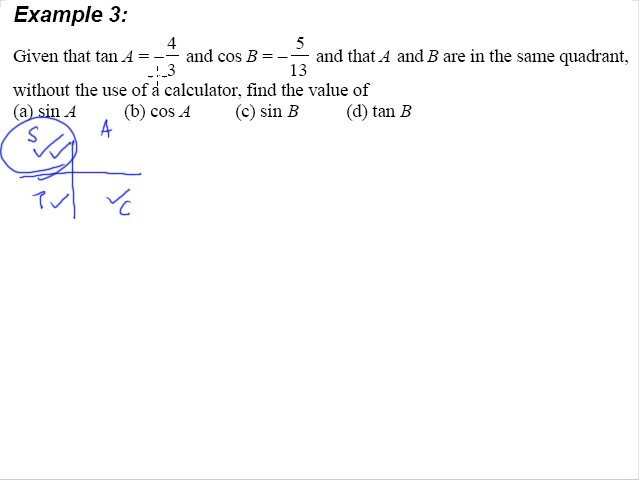 Example 3:
Given that tan A = −4/3 and cos B = −5/13 and that A and B are in the same quadrant,
without the use of a calculator, find the value of
(a) sin A (b) cos A (c) sin B (d) tan B
S A
T C